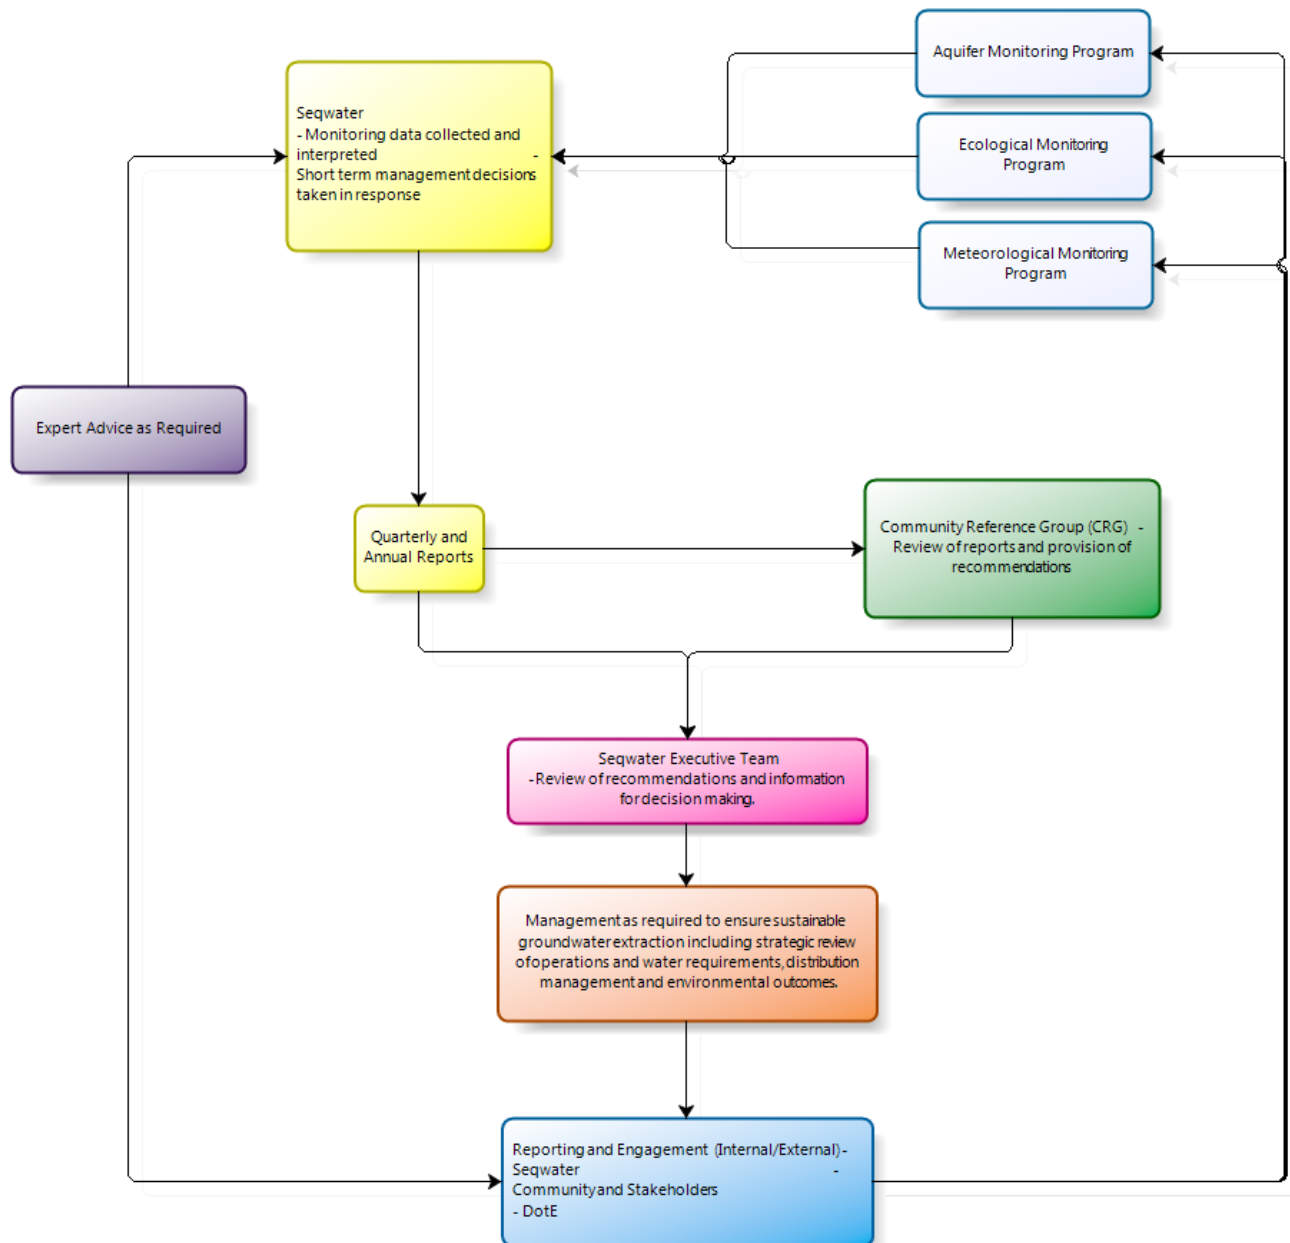 Aquifer Monitoring Program
Seqwater
- Monitoring data collected and
interpreted -
Short term management decisions
taken in response
Ecological Monitoring
Program
Meteorological Monitoring
Program
Expert Advice as Required
Quarterly and
Annual Reports
Community Reference Group (CRG) -
Review of reports and provision of
recommendations
Seqwater Executive Team
-Review of recommendations and information
for decision making.
Management as required to ensure sustainable
groundwater extraction including strategic review
of operations and water requirements, distribution
management and environmental outcomes.
Reporting and Engagement (Internal/External)-
Seqwater -
Community and Stakeholders
- DotE